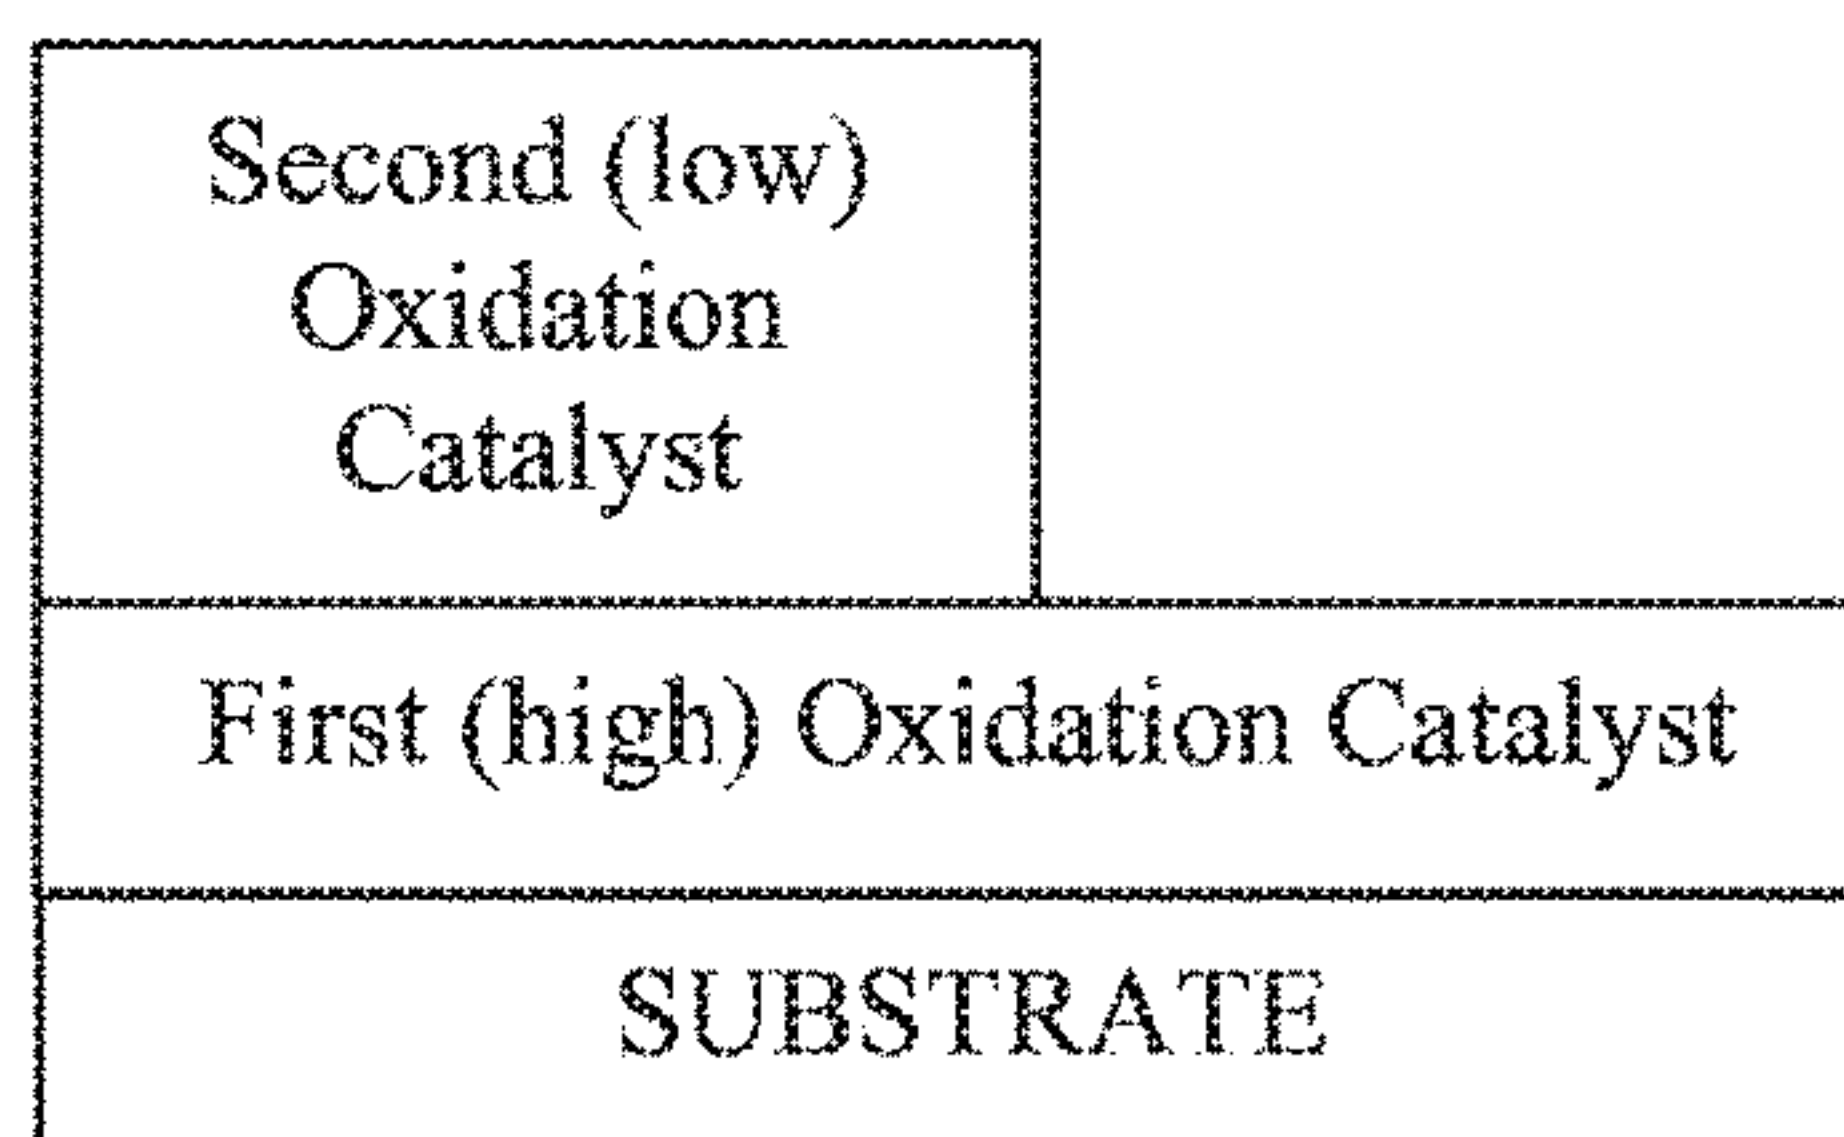 Second (low)
Oxidation
Catalyst
First (high) Oxidation Catalyst
SUBSTRATE